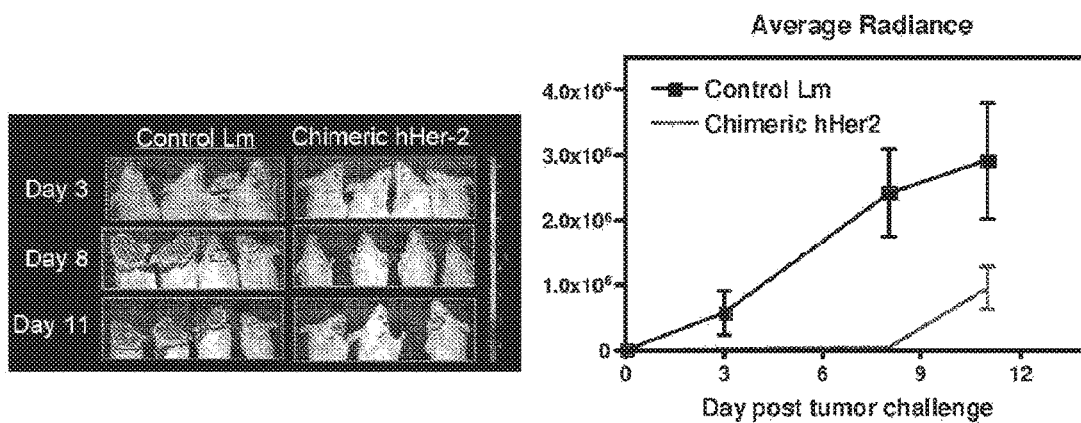 Control Lm Chimeric hHer-2
Day 3
Day 8
Day 11
Average Radiance
4.0x10⁶
3.0x10⁶
2.0x10⁶
1.0x10⁶
0
Control Lm
Chimeric hHer2
0 3 6 9 12
Day post tumor challenge